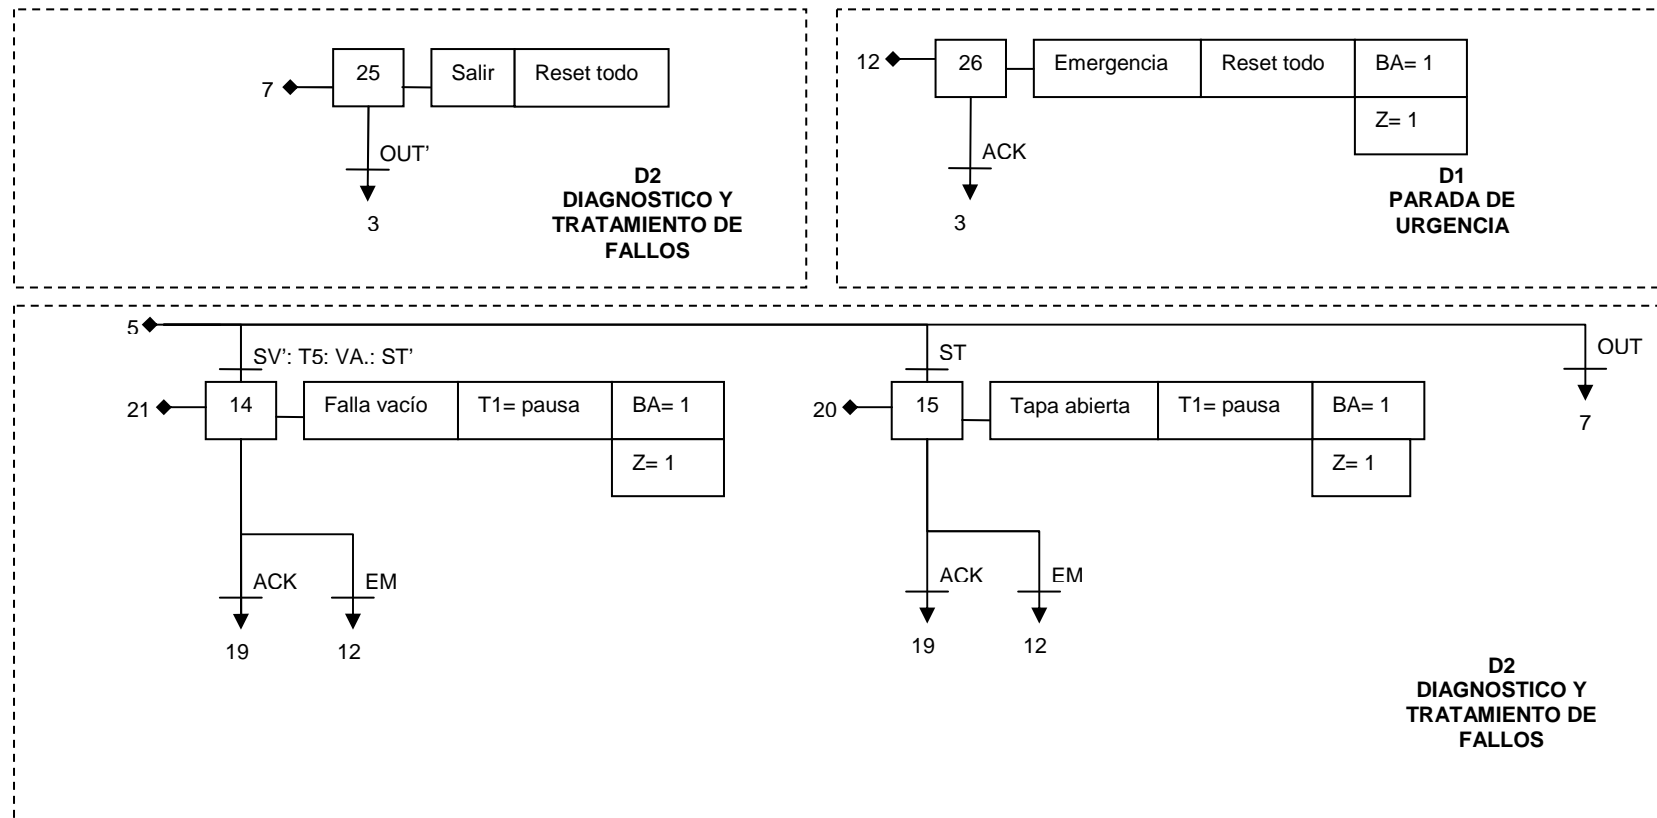 7
25
Salir
Reset todo
OUT'
3
D2
DIAGNOSTICO Y
TRATAMIENTO DE
FALLOS
12
26
Emergencia
Reset todo
BA= 1
Z= 1
ACK
3
D1
PARADA DE
URGENCIA
5
SV': T5: VA.: ST'
ST
OUT
7
21
14
Falla vacío
T1= pausa
BA= 1
Z= 1
ACK
EM
19
12
20
15
Tapa abierta
T1= pausa
BA= 1
Z= 1
ACK
EM
19
12
D2
DIAGNOSTICO Y
TRATAMIENTO DE
FALLOS